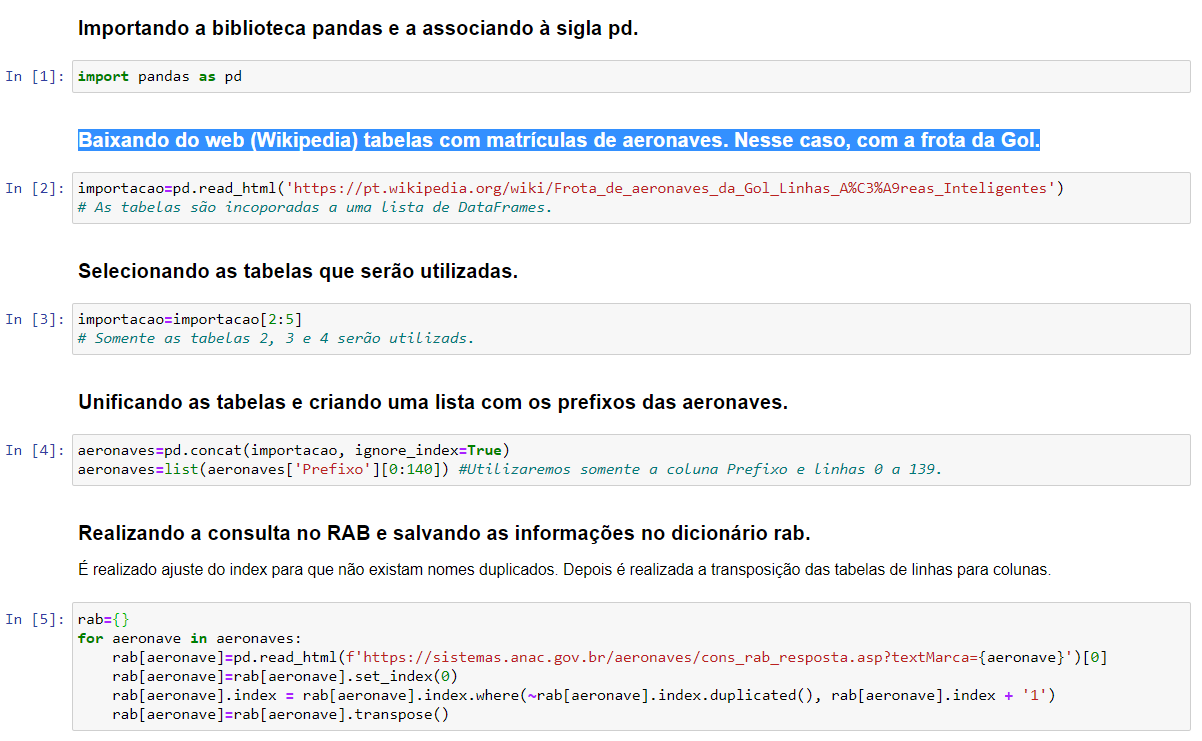 Importando a biblioteca pandas e a associando à sigla pd.
In [1]: import pandas as pd
Baixando do web (Wikipedia) tabelas com matrículas de aeronaves. Nesse caso, com a frota da Gol.
In [2]: importacao=pd.read_html('https://pt.wikipedia.org/wiki/Frota_de_aeronaves_da_Gol_Linhas_A%C3%A9reas_Inteligentes')
# As tabelas são incoporadas a uma lista de DataFrames.
Selecionando as tabelas que serão utilizadas.
In [3]: importacao=importacao[2:5]
# Somente as tabelas 2, 3 e 4 serão utilizads.
Unificando as tabelas e criando uma lista com os prefixos das aeronaves.
In [4]: aeronaves=pd.concat(importacao, ignore_index=True)
aeronaves=list(aeronaves['Prefixo'][0:140]) #Utilizaremos somente a coluna Prefixo e linhas 0 a 139.
Realizando a consulta no RAB e salvando as informações no dicionário rab.
É realizado ajuste do index para que não existam nomes duplicados. Depois é realizada a transposição das tabelas de linhas para colunas.
In [5]: rab={}
for aeronave in aeronaves:
    rab[aeronave]=pd.read_html(f'https://sistemas.anac.gov.br/aeronaves/cons_rab_resposta.asp?textMarca={aeronave}')[0]
    rab[aeronave]=rab[aeronave].set_index(0)
    rab[aeronave].index = rab[aeronave].index.where(~rab[aeronave].index.duplicated(), rab[aeronave].index + '1')
    rab[aeronave]=rab[aeronave].transpose()